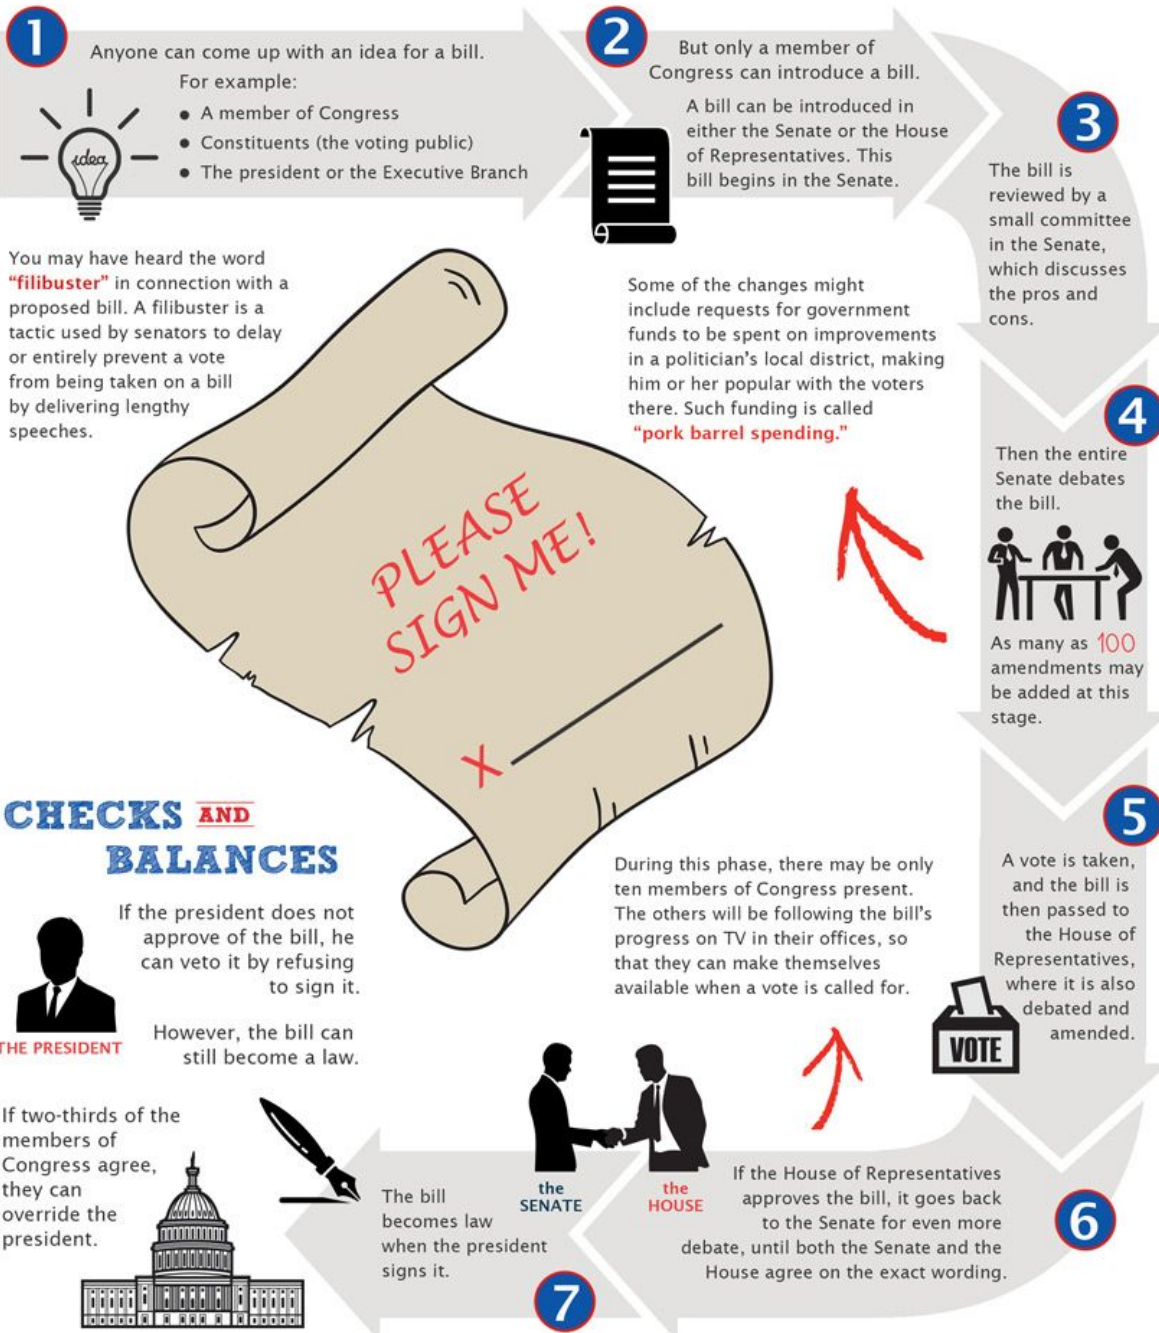 1
Anyone can come up with an idea for a bill.
For example:
• A member of Congress
• Constituents (the voting public)
• The president or the Executive Branch
idea
2
But only a member of
Congress can introduce a bill.
A bill can be introduced in
either the Senate or the House
of Representatives. This
bill begins in the Senate.
3
The bill is
reviewed by a
small committee
in the Senate,
which discusses
the pros and
cons.
You may have heard the word
"filibuster" in connection with a
proposed bill. A filibuster is a
tactic used by senators to delay
or entirely prevent a vote
from being taken on a bill
by delivering lengthy
speeches.
Some of the changes might
include requests for government
funds to be spent on improvements
in a politician's local district, making
him or her popular with the voters
there. Such funding is called
"pork barrel spending."
4
Then the entire
Senate debates
the bill.
As many as 100
amendments may
be added at this
stage.
PLEASE
SIGN ME!
X
5
A vote is taken,
and the bill is
then passed to
the House of
Representatives,
where it is also
debated and
amended.
VOTE
During this phase, there may be only
ten members of Congress present.
The others will be following the bill's
progress on TV in their offices, so
that they can make themselves
available when a vote is called for.
6
If the House of Representatives
approves the bill, it goes back
to the Senate for even more
debate, until both the Senate and the
House agree on the exact wording.
the
SENATE
the
HOUSE
7
The bill
becomes law
when the president
signs it.
CHECKS AND
BALANCES
If the president does not
approve of the bill, he
can veto it by refusing
to sign it.
However, the bill can
still become a law.
THE PRESIDENT
If two-thirds of the
members of
Congress agree,
they can
override the
president.